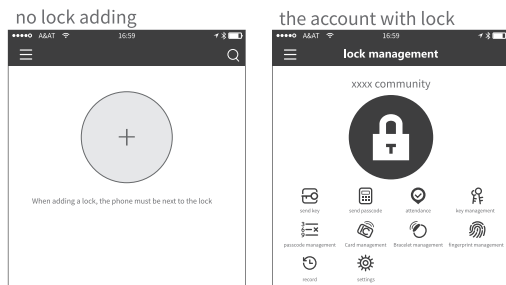 no lock adding
A&AT 16:59
When adding a lock, the phone must be next to the lock
the account with lock
A&AT 16:59
lock management
xxxx community
send key send passcode attendance key management
passcode management Card management Bracelet management fingerprint management
record settings